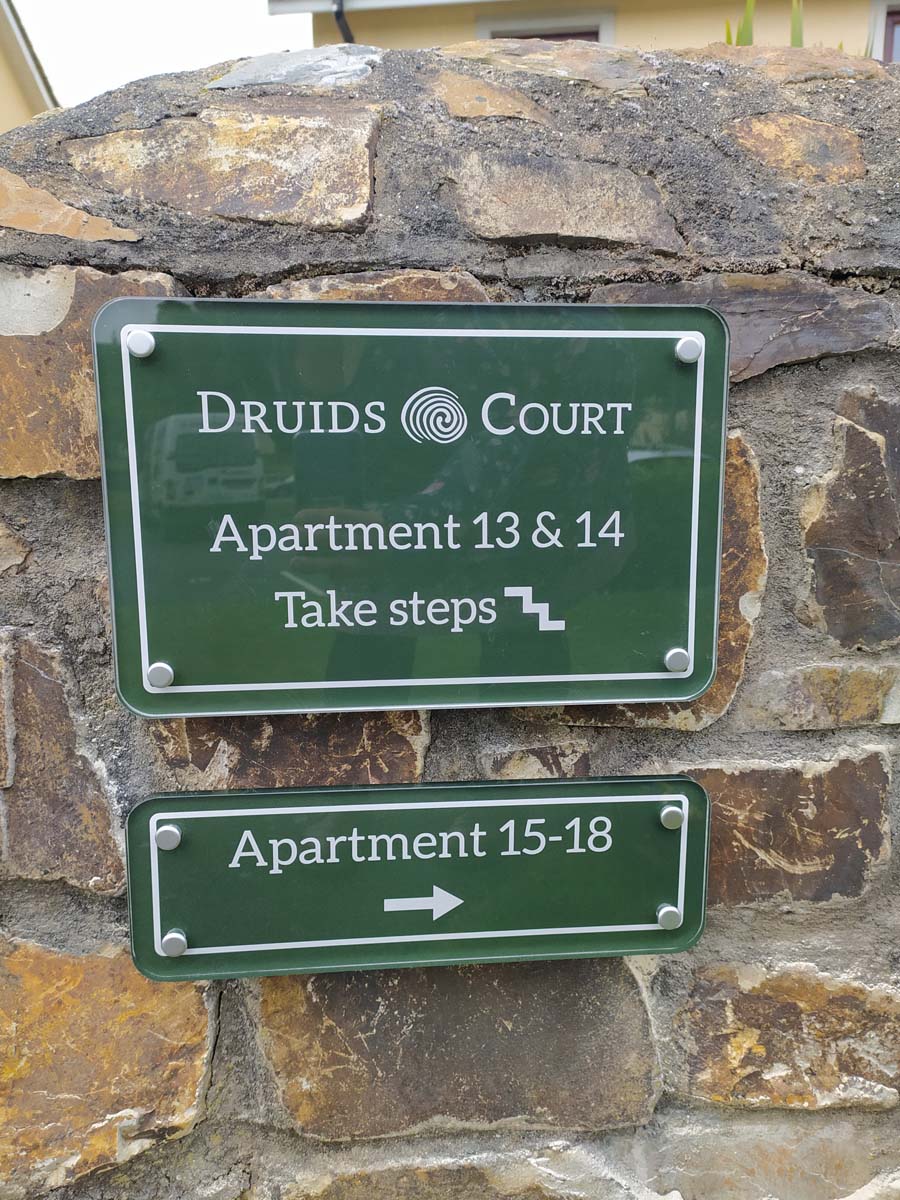 Druids Court
Apartment 13 & 14
Take steps
Apartment 15-18